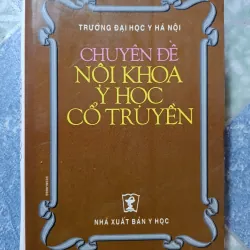 TRƯỜNG ĐẠI HỌC Y HÀ NỘI
CHUYÊN ĐỀ
NỘI KHOA
Y HỌC
CỔ TRUYỀN
NHÀ XUẤT BẢN Y HỌC